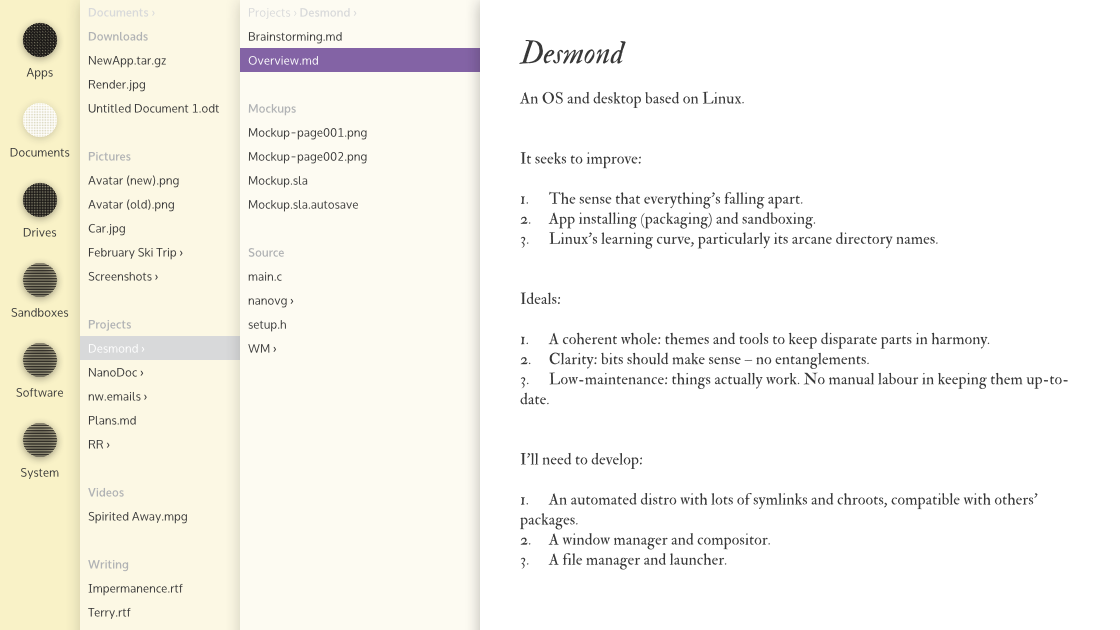 Apps
Documents
Drives
Sandboxes
Software
System
Documents ›
Downloads
NewApp.tar.gz
Render.jpg
Untitled Document 1.odt
Pictures
Avatar (new).png
Avatar (old).png
Car.jpg
February Ski Trip ›
Screenshots ›
Projects
Desmond ›
NanoDoc ›
nw.emails ›
Plans.md
RR ›
Videos
Spirited Away.mpg
Writing
Impermanence.rtf
Terry.rtf
Projects › Desmond ›
Brainstorming.md
Overview.md
Mockups
Mockup-page001.png
Mockup-page002.png
Mockup.sla
Mockup.sla.autosave
Source
main.c
nanovg ›
setup.h
WM ›
Desmond
An OS and desktop based on Linux.
It seeks to improve:
1. The sense that everything’s falling apart.
2. App installing (packaging) and sandboxing.
3. Linux’s learning curve, particularly its arcane directory names.
Ideals:
1. A coherent whole: themes and tools to keep disparate parts in harmony.
2. Clarity: bits should make sense – no entanglements.
3. Low-maintenance: things actually work. No manual labour in keeping them up-to-
date.
I’ll need to develop:
1. An automated distro with lots of symlinks and chroots, compatible with others’
packages.
2. A window manager and compositor.
3. A file manager and launcher.